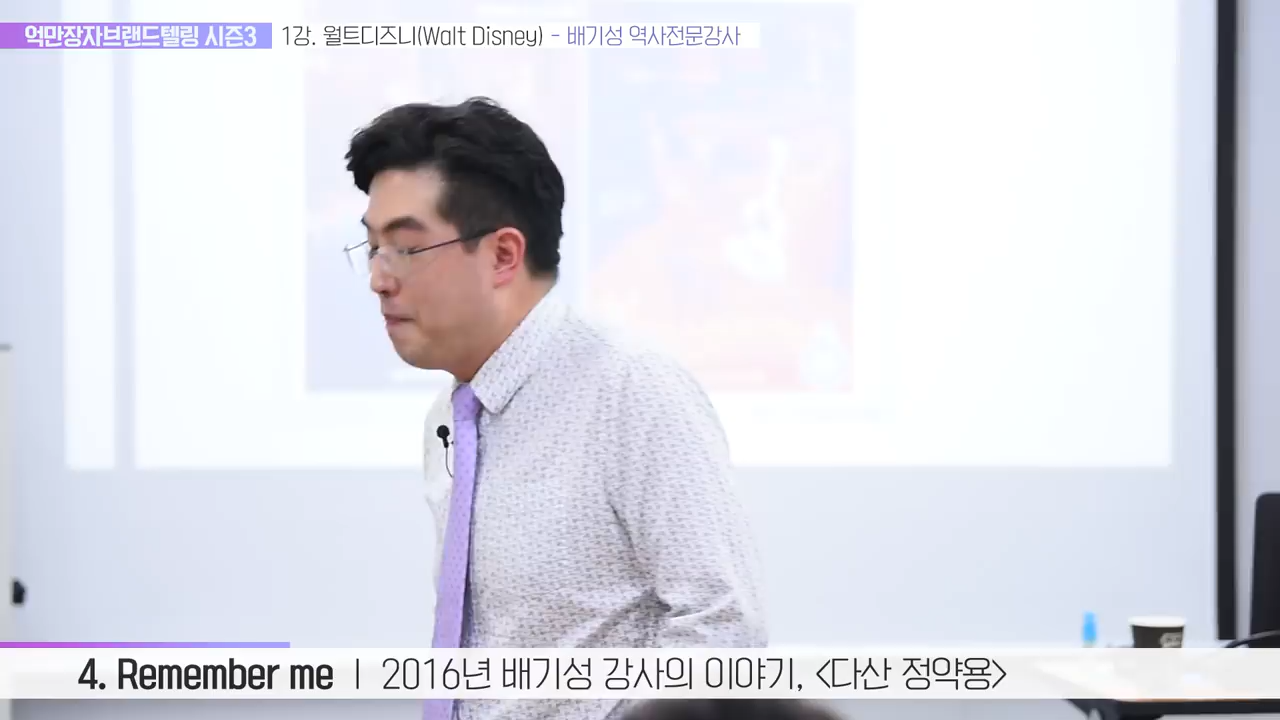 억만장자브랜드텔링 시즌3
1강. 월트디즈니(Walt Disney) - 배기성 역사전문강사
4. Remember me | 2016년 배기성 강사의 이야기, <다산 정약용>